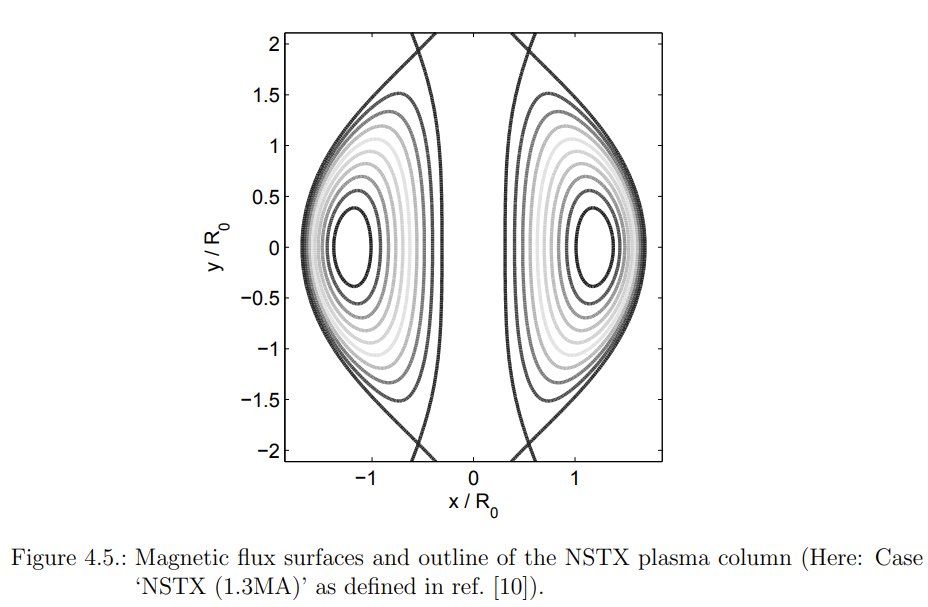 2
1.5
1
0.5
0
−0.5
−1
−1.5
−2
y / R0
−1 0 1
x / R0
Figure 4.5.: Magnetic flux surfaces and outline of the NSTX plasma column (Here: Case
‘NSTX (1.3MA)’ as defined in ref. [10]).